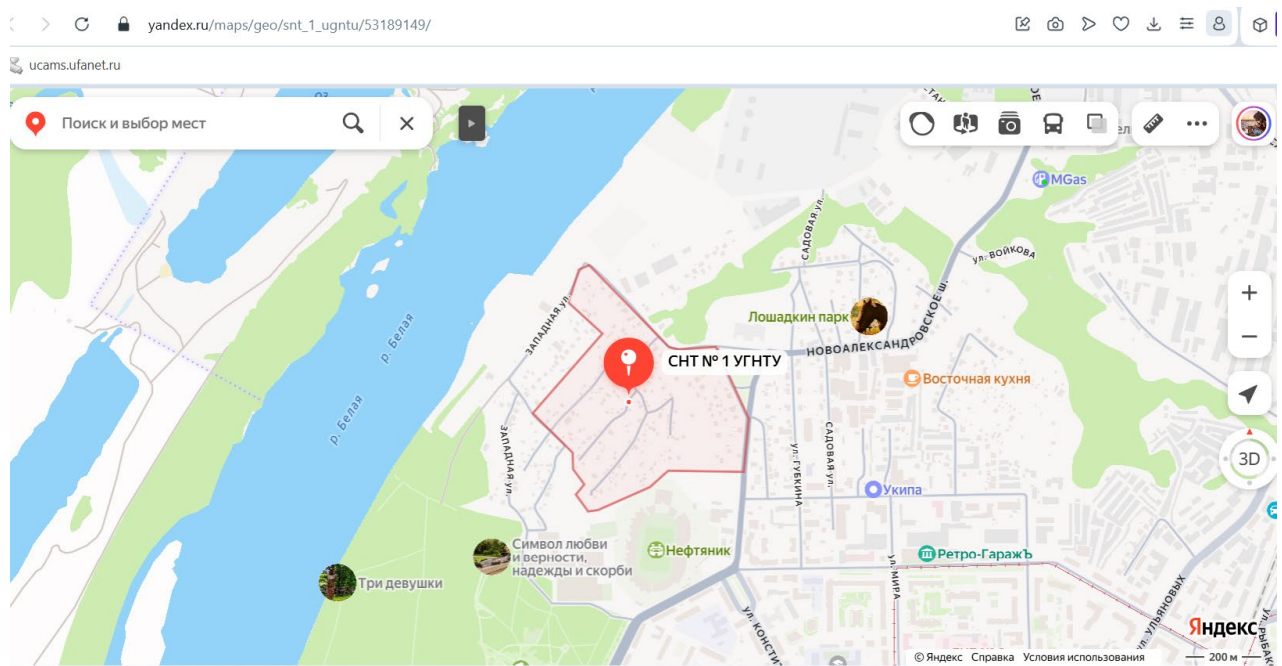 yandex.ru/maps/geo/snt_1_ugntu/53189149/
ucams.ufanet.ru
Поиск и выбор мест
MGas
САДОВАЯ ул.
ул. ВОЙКОВА
ЗАПАДНАЯ ул.
Лошадкин парк
НОВОАЛЕКСАНДРОВСКОЕ ш.
р. Белая
СНТ № 1 УГНТУ
Восточная кухня
р. Белая
3D
ЗАПАДНАЯ ул.
ул. ГУБКИНА
САДОВАЯ ул.
Укипа
Символ любви
и верности,
надежды и скорби
Нефтяник
Ретро-ГаражЪ
Три девушки
ул. МИРА
ул. УЛЬЯНОВЫХ
Яндекс
© Яндекс Справка Условия использования
200 м